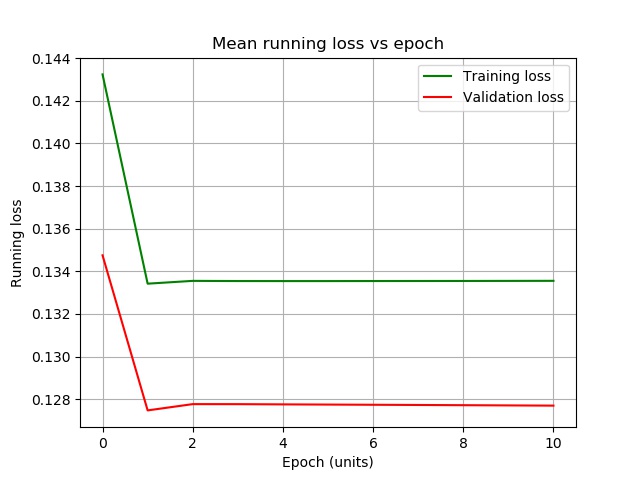 Mean running loss vs epoch
Training loss
Validation loss
Running loss
0.144
0.142
0.140
0.138
0.136
0.134
0.132
0.130
0.128
0 2 4 6 8 10
Epoch (units)